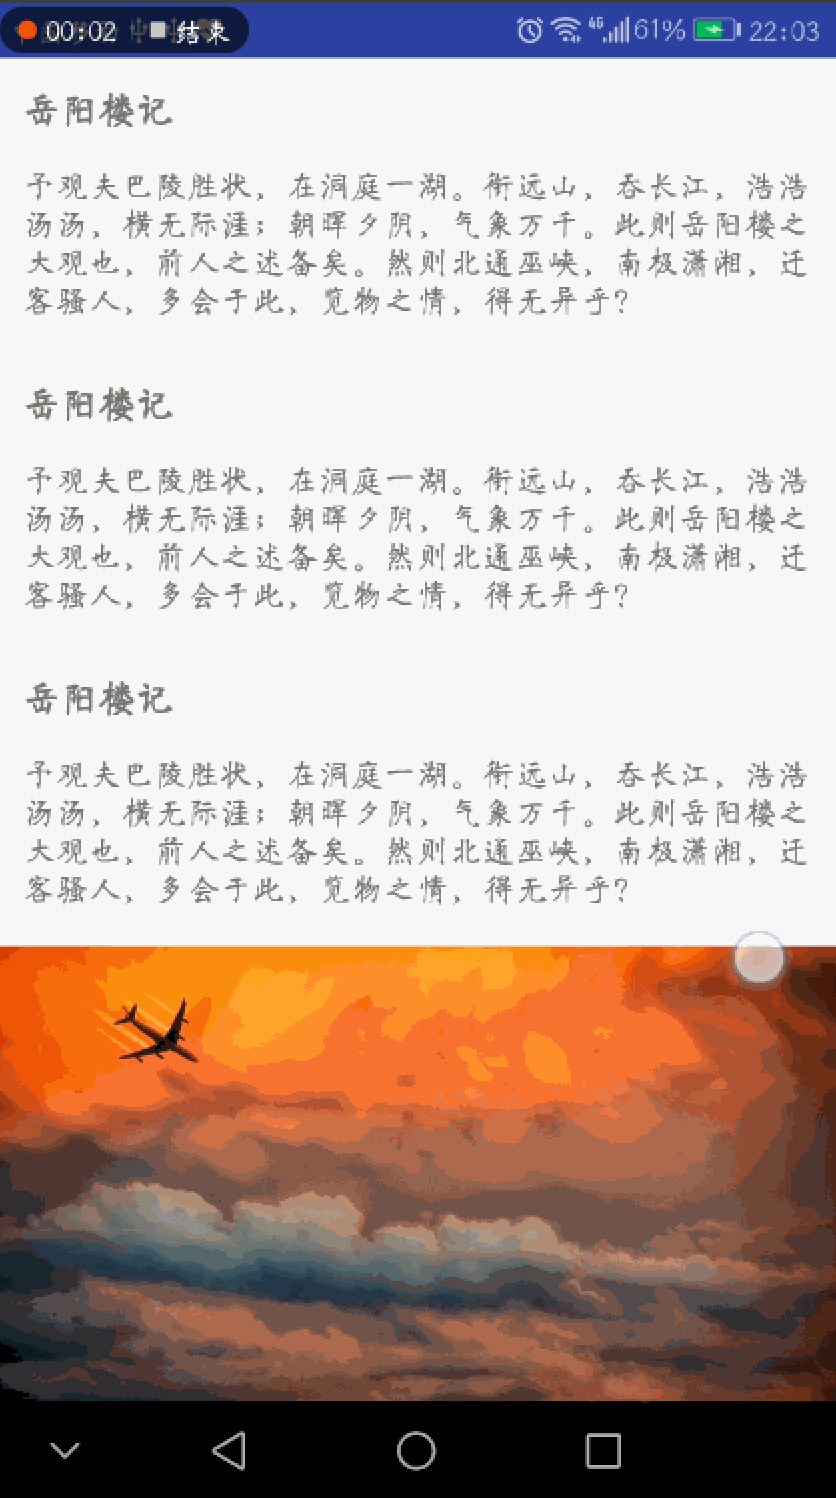 00:02 结束 4G 61% 22:03
岳阳楼记
予观夫巴陵胜状，在洞庭一湖。衔远山，吞长江，浩浩
汤汤，横无际涯；朝晖夕阴，气象万千。此则岳阳楼之
大观也，前人之述备矣。然则北通巫峡，南极潇湘，迁
客骚人，多会于此，览物之情，得无异乎？
岳阳楼记
予观夫巴陵胜状，在洞庭一湖。衔远山，吞长江，浩浩
汤汤，横无际涯；朝晖夕阴，气象万千。此则岳阳楼之
大观也，前人之述备矣。然则北通巫峡，南极潇湘，迁
客骚人，多会于此，览物之情，得无异乎？
岳阳楼记
予观夫巴陵胜状，在洞庭一湖。衔远山，吞长江，浩浩
汤汤，横无际涯；朝晖夕阴，气象万千。此则岳阳楼之
大观也，前人之述备矣。然则北通巫峡，南极潇湘，迁
客骚人，多会于此，览物之情，得无异乎？